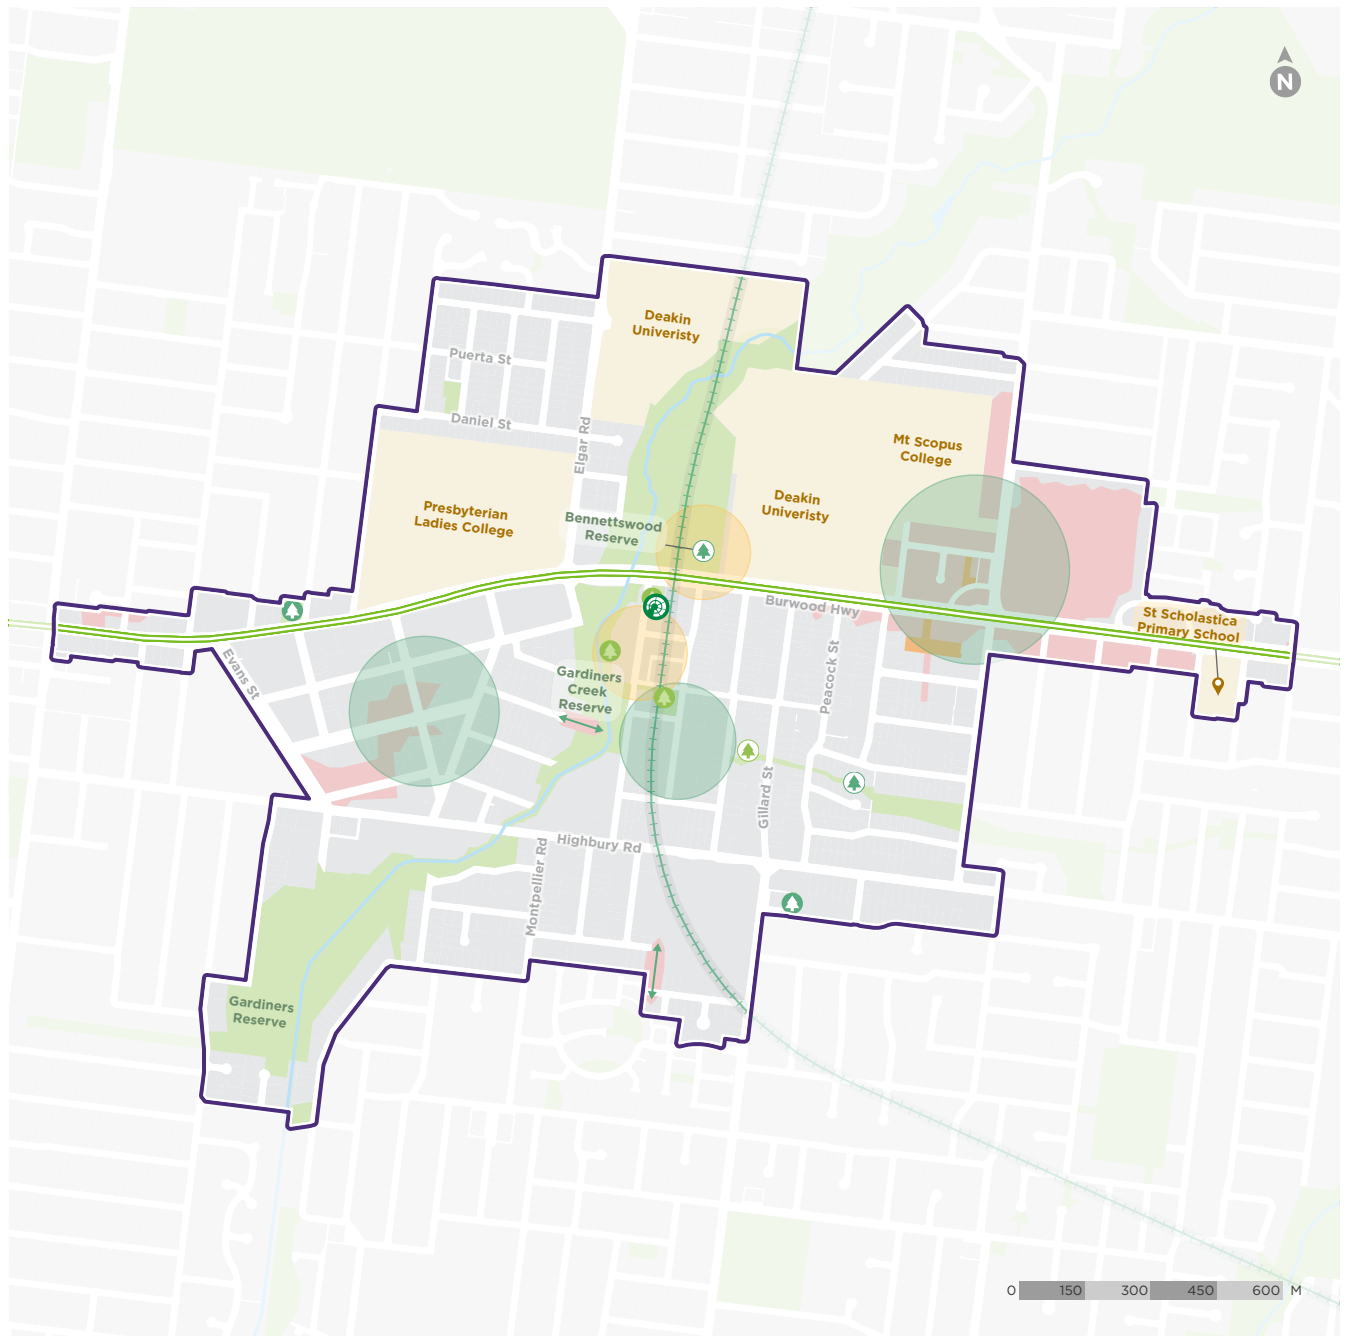 N
Deakin
Univeristy
Puerta St
Daniel St
Elgar Rd
Mt Scopus
College
Presbyterian
Ladies College
Deakin
Univeristy
Bennettswood
Reserve
Burwood Hwy
St Scholastica
Primary School
Evans St
Gardiners
Creek
Reserve
Peacock St
Gillard St
Highbury Rd
Montpellier Rd
Gardiners
Reserve
0 150 300 450 600 M